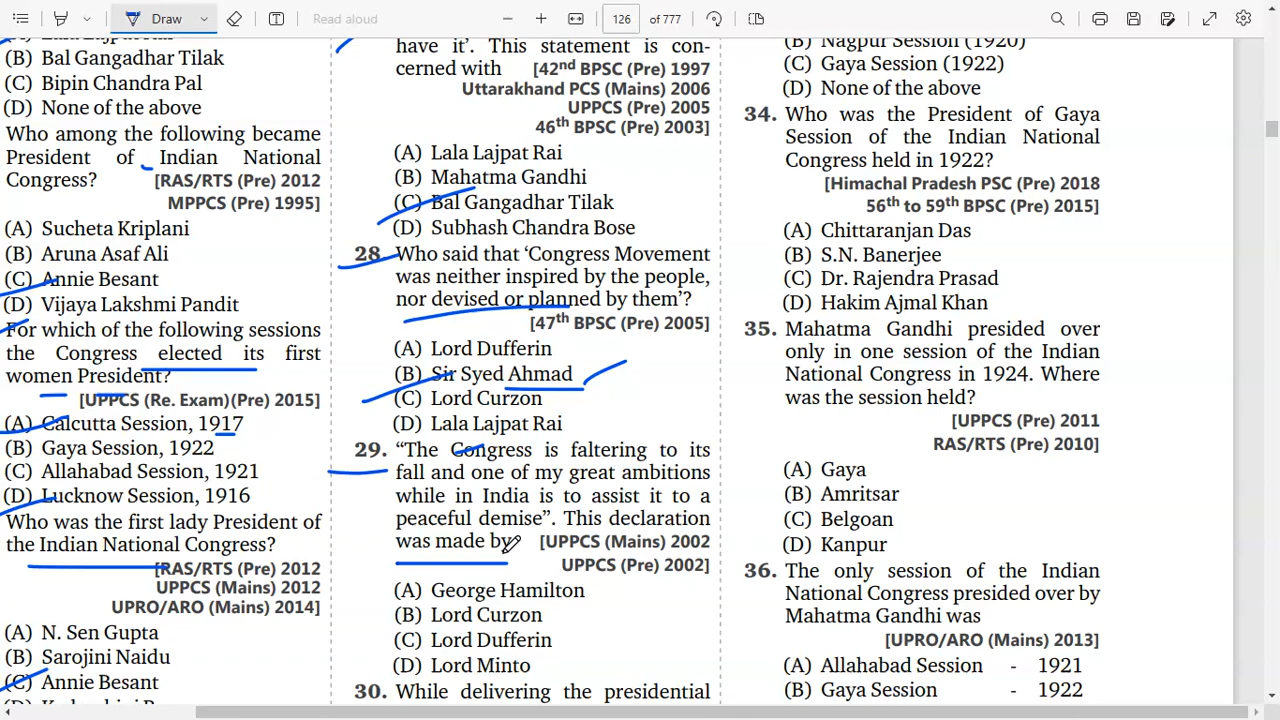 Draw
Read aloud
126
of 777
(B) Bal Gangadhar Tilak
(C) Bipin Chandra Pal
(D) None of the above
Who among the following became
President of Indian National
Congress? [RAS/RTS (Pre) 2012
MPPCS (Pre) 1995]
(A) Sucheta Kriplani
(B) Aruna Asaf Ali
(C) Annie Besant
(D) Vijaya Lakshmi Pandit
For which of the following sessions
the Congress elected its first
women President?
[UPPCS (Re. Exam)(Pre) 2015]
(A) Calcutta Session, 1917
(B) Gaya Session, 1922
(C) Allahabad Session, 1921
(D) Lucknow Session, 1916
Who was the first lady President of
the Indian National Congress?
[RAS/RTS (Pre) 2012
UPPCS (Mains) 2012
UPRO/ARO (Mains) 2014]
(A) N. Sen Gupta
(B) Sarojini Naidu
(C) Annie Besant
have it'. This statement is con-
cerned with [42nd BPSC (Pre) 1997
Uttarakhand PCS (Mains) 2006
UPPCS (Pre) 2005
46th BPSC (Pre) 2003]
(A) Lala Lajpat Rai
(B) Mahatma Gandhi
(C) Bal Gangadhar Tilak
(D) Subhash Chandra Bose
28. Who said that 'Congress Movement
was neither inspired by the people,
nor devised or planned by them'?
[47th BPSC (Pre) 2005]
(A) Lord Dufferin
(B) Sir Syed Ahmad
(C) Lord Curzon
(D) Lala Lajpat Rai
29. "The Congress is faltering to its
fall and one of my great ambitions
while in India is to assist it to a
peaceful demise". This declaration
was made by [UPPCS (Mains) 2002
UPPCS (Pre) 2002]
(A) George Hamilton
(B) Lord Curzon
(C) Lord Dufferin
(D) Lord Minto
30. While delivering the presidential
(B) Nagpur Session (1920)
(C) Gaya Session (1922)
(D) None of the above
34. Who was the President of Gaya
Session of the Indian National
Congress held in 1922?
[Himachal Pradesh PSC (Pre) 2018
56th to 59th BPSC (Pre) 2015]
(A) Chittaranjan Das
(B) S.N. Banerjee
(C) Dr. Rajendra Prasad
(D) Hakim Ajmal Khan
35. Mahatma Gandhi presided over
only in one session of the Indian
National Congress in 1924. Where
was the session held?
[UPPCS (Pre) 2011
RAS/RTS (Pre) 2010]
(A) Gaya
(B) Amritsar
(C) Belgoan
(D) Kanpur
36. The only session of the Indian
National Congress presided over by
Mahatma Gandhi was
[UPRO/ARO (Mains) 2013]
(A) Allahabad Session - 1921
(B) Gaya Session - 1922